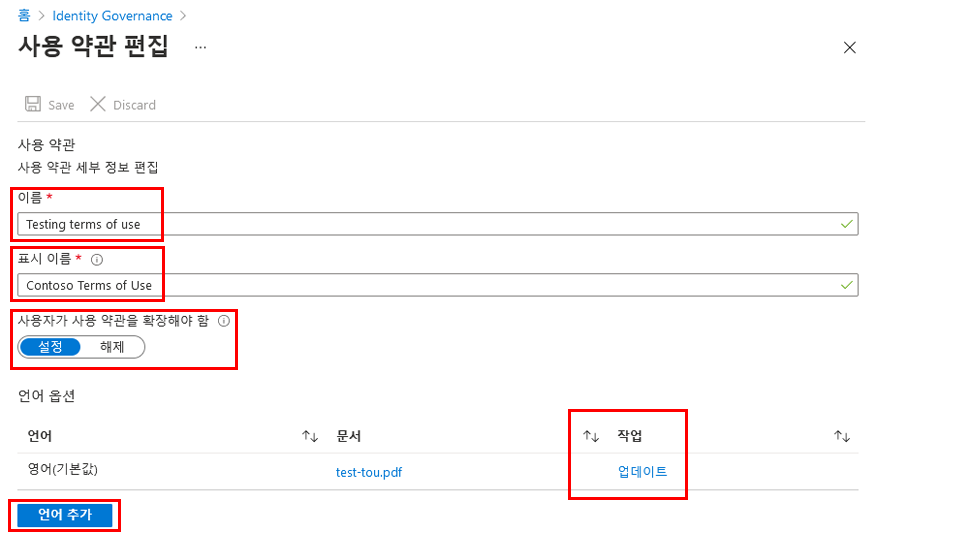 홈 > Identity Governance >
사용 약관 편집 ...
Save Discard
사용 약관
사용 약관 세부 정보 편집
이름 *
Testing terms of use
표시 이름 *
Contoso Terms of Use
사용자가 사용 약관을 확장해야 함
설정 해제
언어 옵션
언어 문서 작업
영어(기본값) test-tou.pdf 업데이트
언어 추가